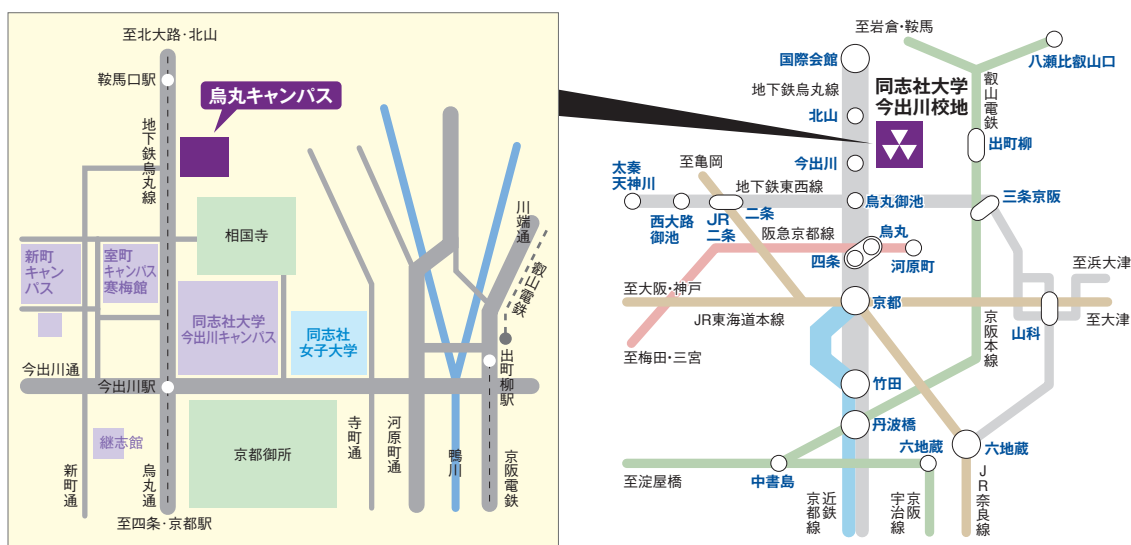 至北大路・北山
鞍馬口駅
烏丸キャンパス
地下鉄烏丸線
相国寺
川端通
叡山電鉄
新町
キャン
パス
室町
キャンパス
寒梅館
同志社大学
今出川キャンパス
同志社
女子大学
出町柳駅
今出川通
今出川駅
継志館
京都御所
寺町通
河原町通
鴨川
京阪電鉄
新町通
烏丸通
至四条・京都駅
至岩倉・鞍馬
国際会館
八瀬比叡山口
地下鉄烏丸線
同志社大学
今出川校地
叡山電鉄
北山
出町柳
今出川
至亀岡
太秦
天神川
地下鉄東西線
三条京阪
西大路
御池
JR
二条
二条
烏丸御池
阪急京都線
烏丸
四条
河原町
至浜大津
至大阪・神戸
京都
JR東海道本線
京阪本線
山科
至大津
至梅田・三宮
竹田
丹波橋
六地蔵
六地蔵
至淀屋橋
中書島
近鉄
京都線
京阪
宇治線
JR奈良線